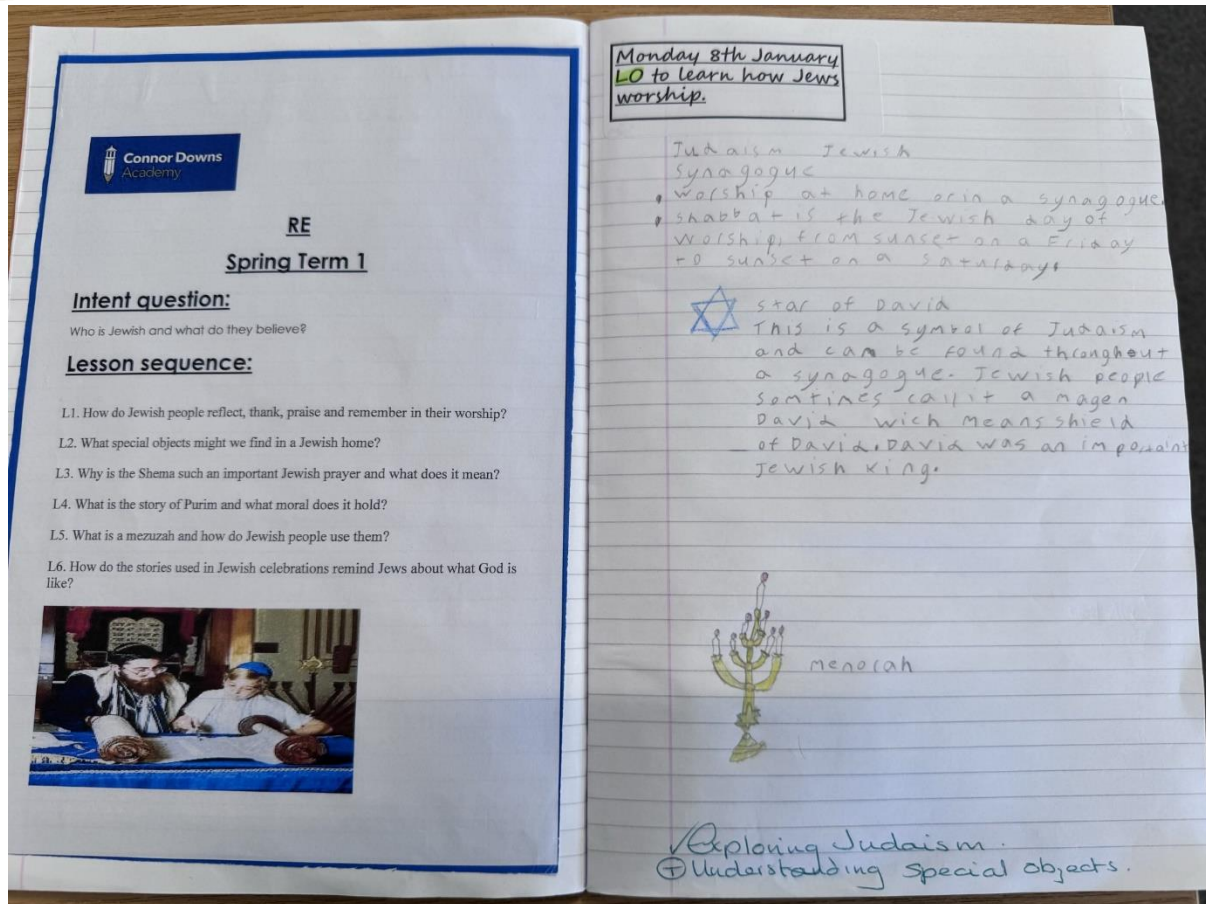 Connor Downs
Academy
RE
Spring Term 1
Intent question:
Who is Jewish and what do they believe?
Lesson sequence:
L1. How do Jewish people reflect, thank, praise and remember in their worship?
L2. What special objects might we find in a Jewish home?
L3. Why is the Shema such an important Jewish prayer and what does it mean?
L4. What is the story of Purim and what moral does it hold?
L5. What is a mezuzah and how do Jewish people use them?
L6. How do the stories used in Jewish celebrations remind Jews about what God is
like?
Monday 8th January
LO to learn how Jews
worship.
Judaism Jewish
Synagogue
• worship at home or in a synagogue.
• shabbat is the Jewish day of
worship, from sunset on a Friday
to sunset on a saturday.
star of David
This is a symbol of Judaism
and can be found throughout
a synagogue. Jewish people
somtimes call it a magen
David wich means shield
of David. David was an importaint
Jewish king.
menorah
✓ Exploring Judaism.
+ Understanding special objects.